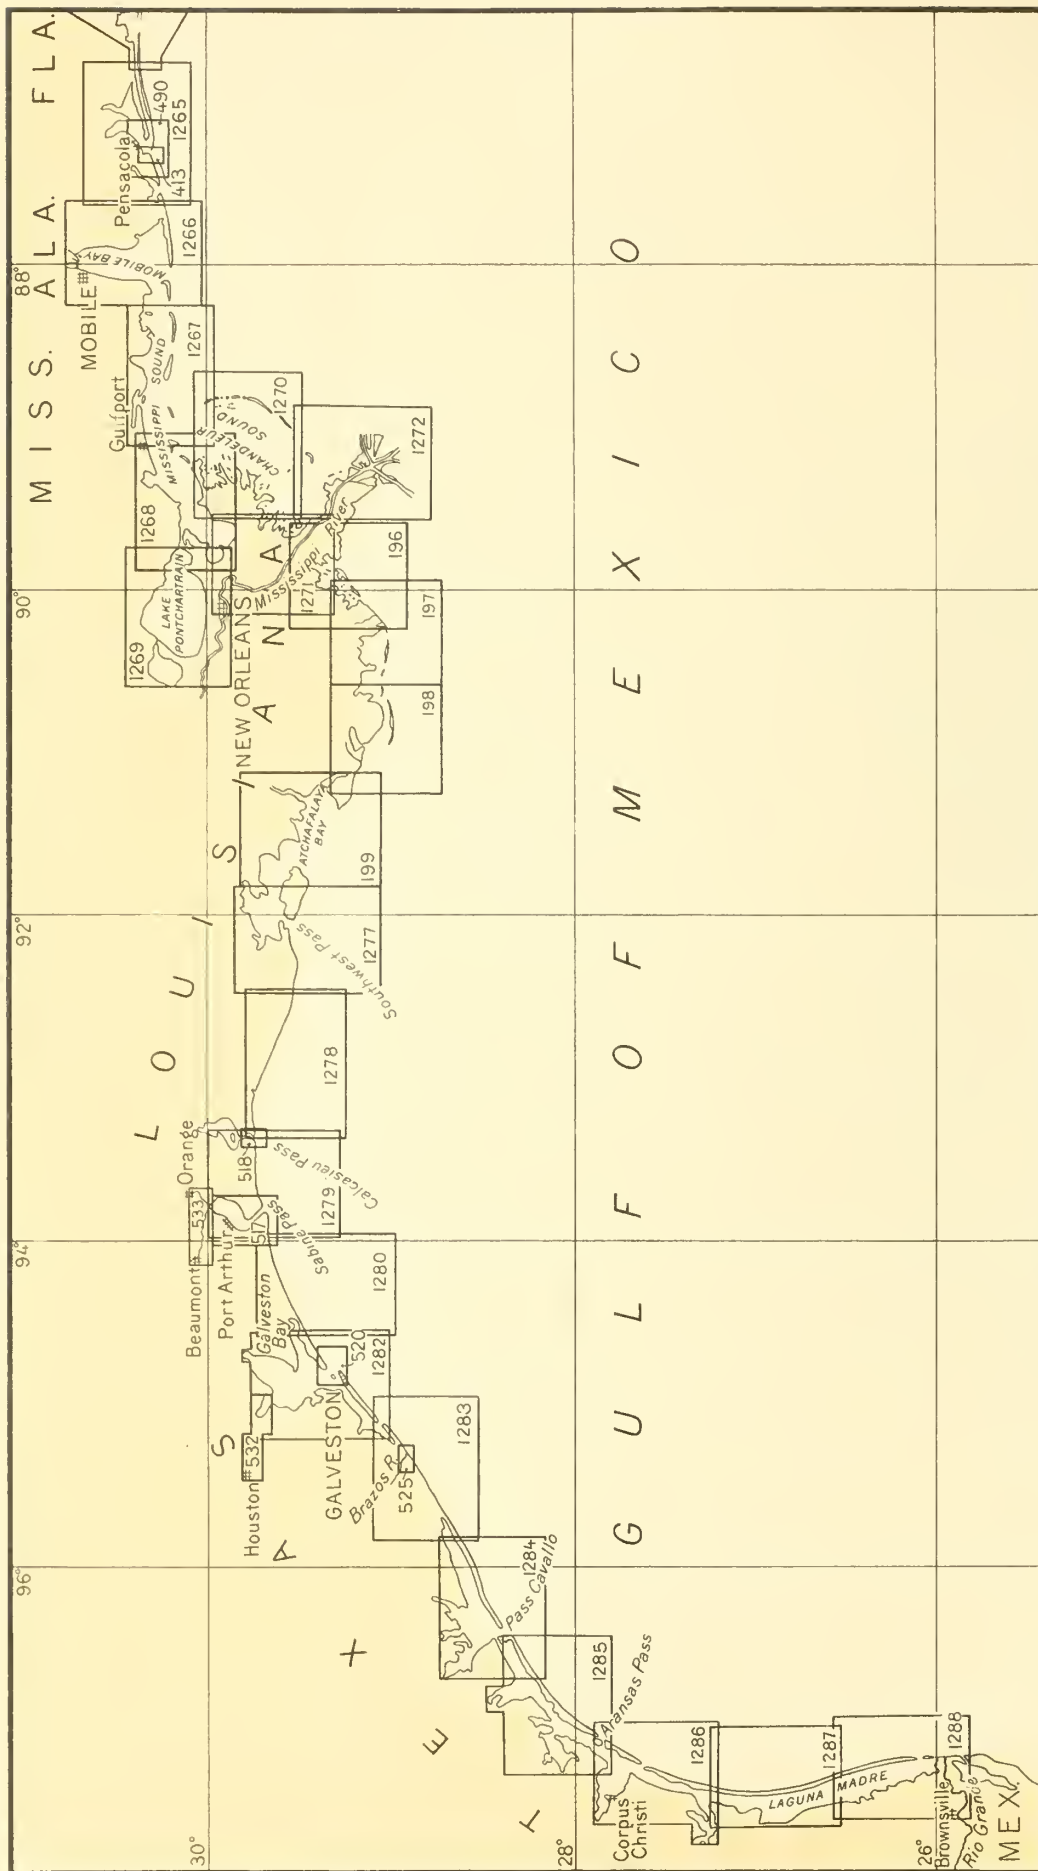 MISS. ALA. FLA.
LOUISIANA
TEXAS
MEX.
GULF OF MEXICO
96°
94°
92°
90°
88°
30°
28°
26°
Pensacola
490
413
1265
MOBILE
MOBILE BAY
1266
Gulfport
MISSISSIPPI SOUND
1267
1268
1269
LAKE
PONTCHARTRAIN
NEW ORLEANS
CHANDELEUR
SOUND
1270
1271
Mississippi River
1272
196
197
198
ATCHAFALAYA
BAY
199
Southwest Pass
1277
1278
Calcasieu Pass
518
1279
Orange
Beaumont
533
Port Arthur
517
Sabine Pass
1280
Galveston
Bay
Houston
532
GALVESTON
520
1282
Brazos R.
525
1283
1284
Pass Cavallo
1285
Aransas Pass
Corpus
Christi
1286
LAGUNA MADRE
1287
1288
Brownsville
Rio Grande